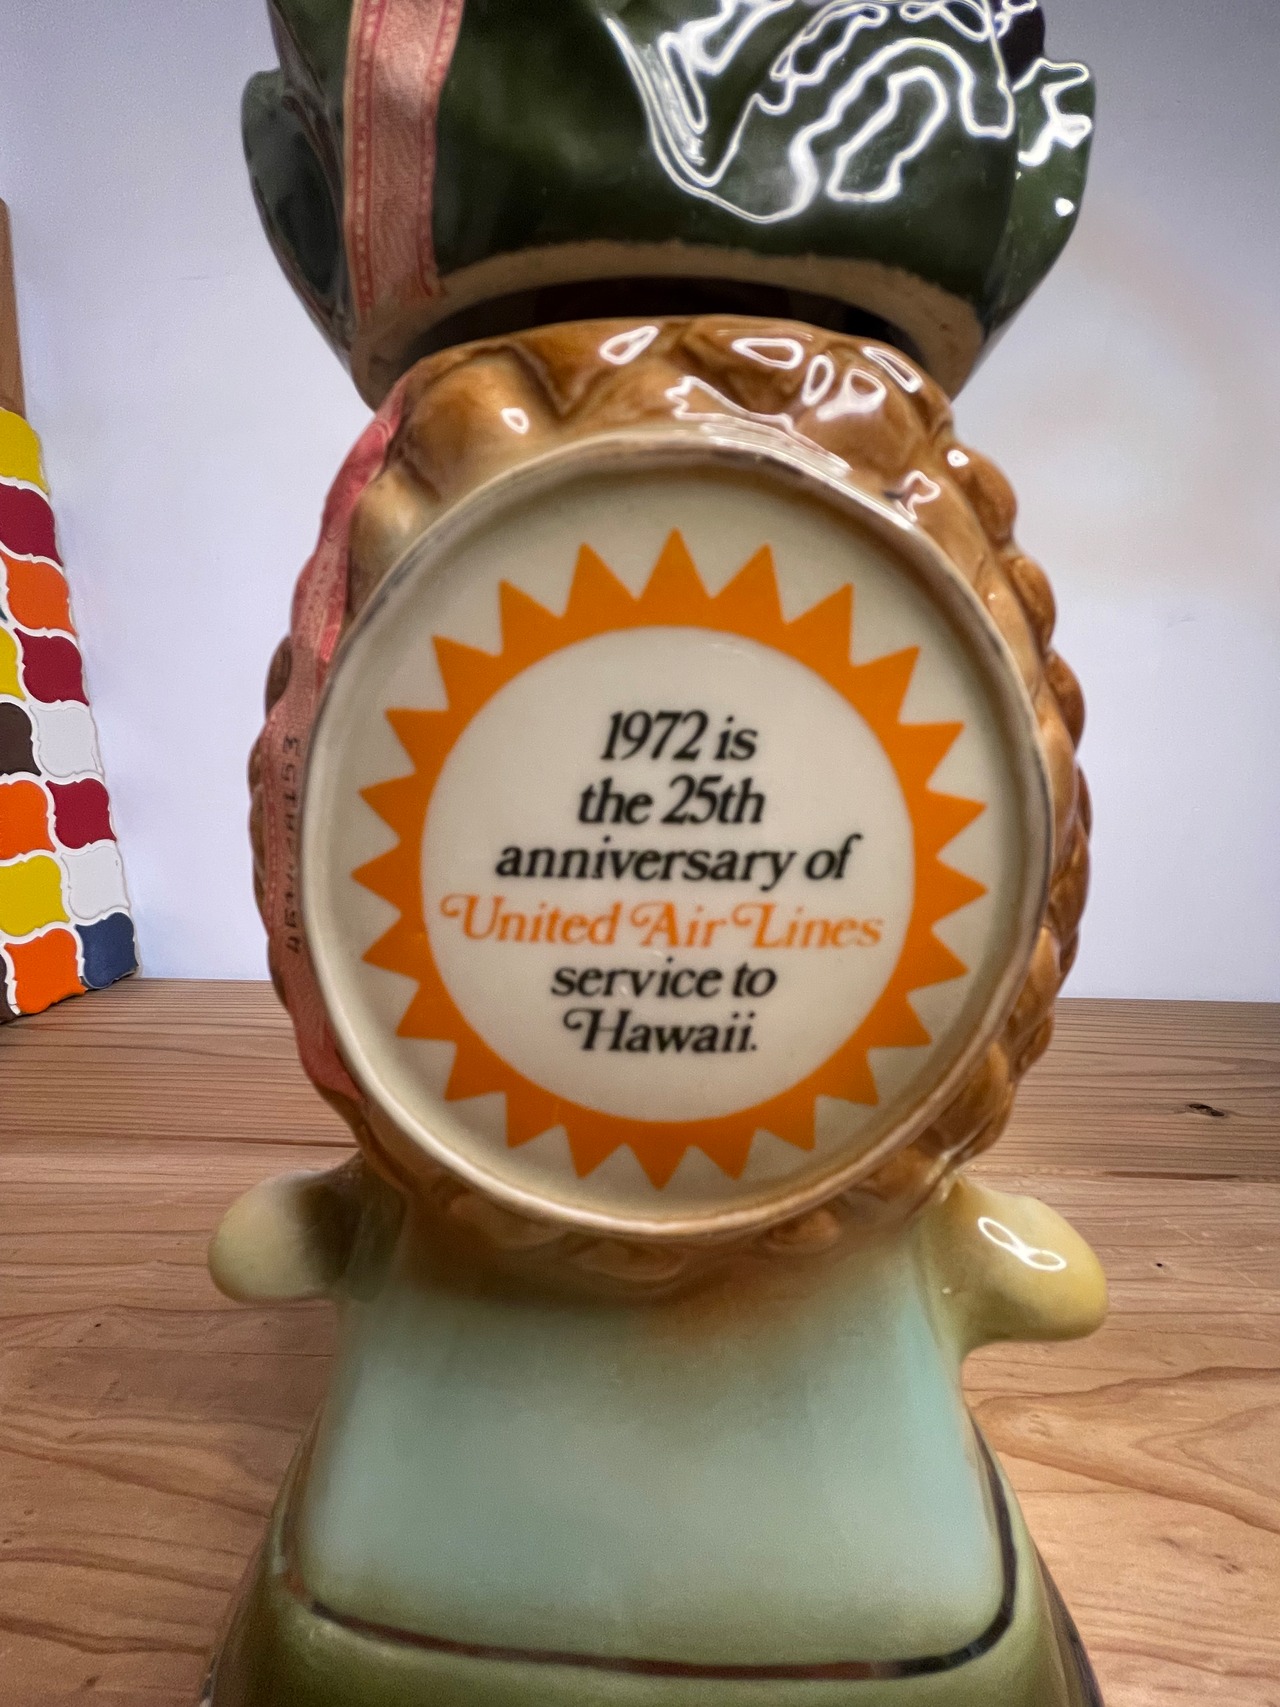 1972 is
the 25th
anniversary of
United Air Lines
service to
Hawaii.